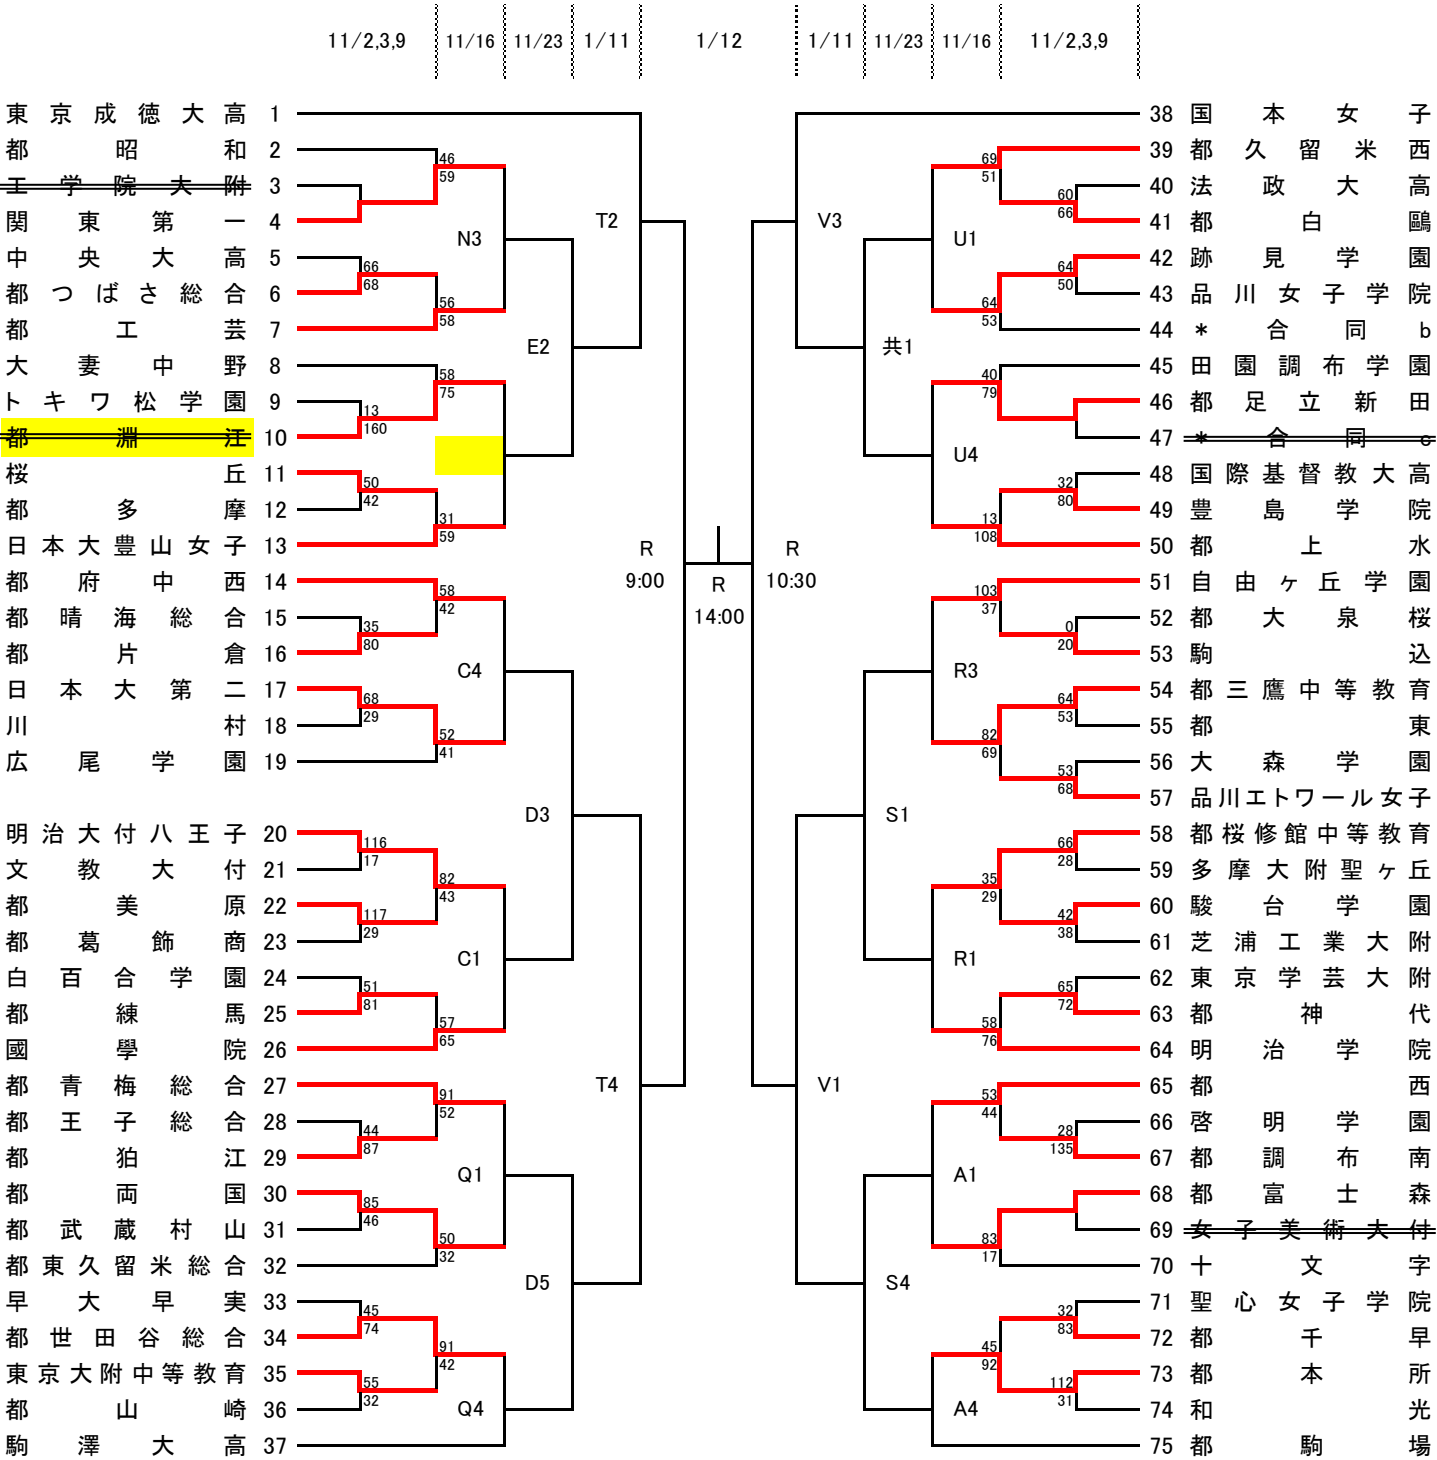 11/2,3,9 11/16 11/23 1/11 1/12 1/11 11/23 11/16 11/2,3,9
東京成徳大高 1
都昭和 2
工学院大附 3
関東第一 4
中央大高 5
都つばさ総合 6
都工芸 7
大妻中野 8
トキワ松学園 9
都淵江 10
桜丘 11
都多摩 12
日本大豊山女子 13
都府中西 14
都晴海総合 15
都片倉 16
日本大第二 17
川村 18
広尾学園 19
明治大付八王子 20
文教大付 21
都美原 22
都葛飾商 23
白百合学園 24
都練馬 25
國學院 26
都青梅総合 27
都王子総合 28
都狛江 29
都両国 30
都武蔵村山 31
都東久留米総合 32
早大早実 33
都世田谷総合 34
東京大附中等教育 35
都山崎 36
駒澤大高 37
66
68
13
160
50
42
35
80
68
29
116
17
117
29
51
81
44
87
85
46
45
74
55
32
46
59
56
58
58
75
31
59
58
42
52
41
82
43
57
65
91
52
50
32
91
42
N3
C4
C1
Q1
Q4
E2
D3
D5
T2
T4
R
9:00
R
14:00
R
10:30
V3
V1
共1
S1
S4
U1
U4
R3
R1
A1
A4
69
51
64
53
40
79
13
108
103
37
82
69
35
29
58
76
53
44
83
17
45
92
60
66
64
50
32
80
0
20
64
53
53
68
66
28
42
38
65
72
28
135
32
83
112
31
38 国本女子
39 都久留米西
40 法政大高
41 都白鷗
42 跡見学園
43 品川女子学院
44 *合同b
45 田園調布学園
46 都足立新田
47 *合同c
48 国際基督教大高
49 豊島学院
50 都上水
51 自由ヶ丘学園
52 都大泉桜
53 駒込
54 都三鷹中等教育
55 都東
56 大森学園
57 品川エトワール女子
58 都桜修館中等教育
59 多摩大附聖ヶ丘
60 駿台学園
61 芝浦工業大附
62 東京学芸大附
63 都神代
64 明治学院
65 都西
66 啓明学園
67 都調布南
68 都富士森
69 女子美術大付
70 十文字
71 聖心女子学院
72 都千早
73 都本所
74 和光
75 都駒場